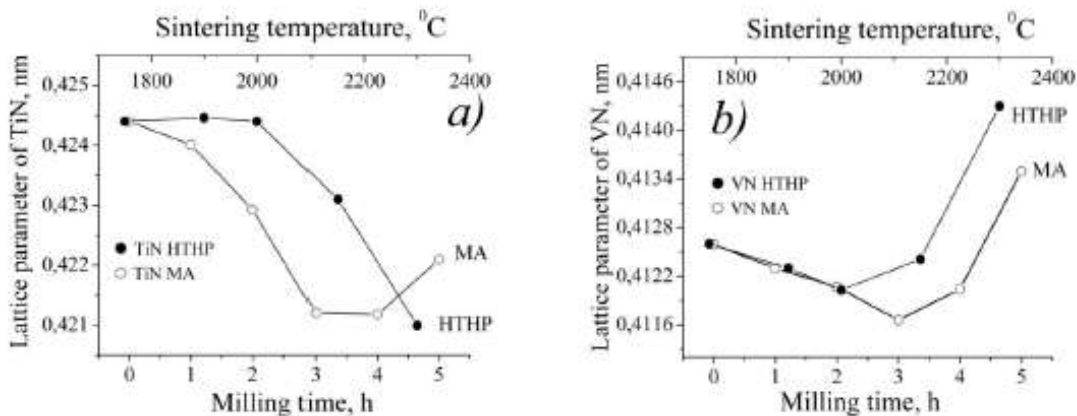 Sintering temperature, ⁰C
1800 2000 2200 2400
Lattice parameter of TiN, nm
0,425
0,424
0,423
0,422
0,421
a)
TiN HTHP
TiN MA
MA
HTHP
0 1 2 3 4 5
Milling time, h
Sintering temperature, ⁰C
1800 2000 2200 2400
Lattice parameter of VN, nm
0,4146
0,4140
0,4134
0,4128
0,4122
0,4116
b)
HTHP
VN HTHP
VN MA
MA
0 1 2 3 4 5
Milling time, h